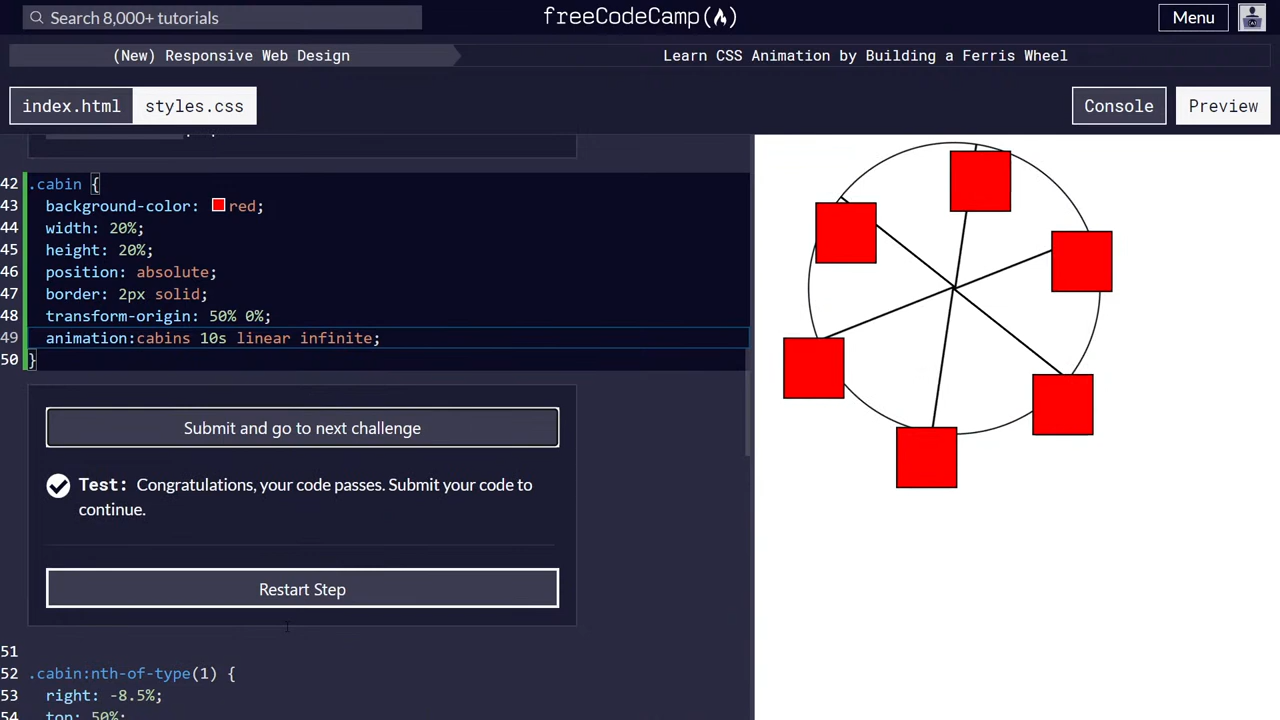 Search 8,000+ tutorials
freeCodeCamp
Menu
(New) Responsive Web Design
Learn CSS Animation by Building a Ferris Wheel
index.html
styles.css
Console
Preview
42 .cabin {
43 background-color: red;
44 width: 20%;
45 height: 20%;
46 position: absolute;
47 border: 2px solid;
48 transform-origin: 50% 0%;
49 animation:cabins 10s linear infinite;
50 }
Submit and go to next challenge
Test: Congratulations, your code passes. Submit your code to
continue.
Restart Step
51
52 .cabin:nth-of-type(1) {
53 right: -8.5%;
54 top: 50%;